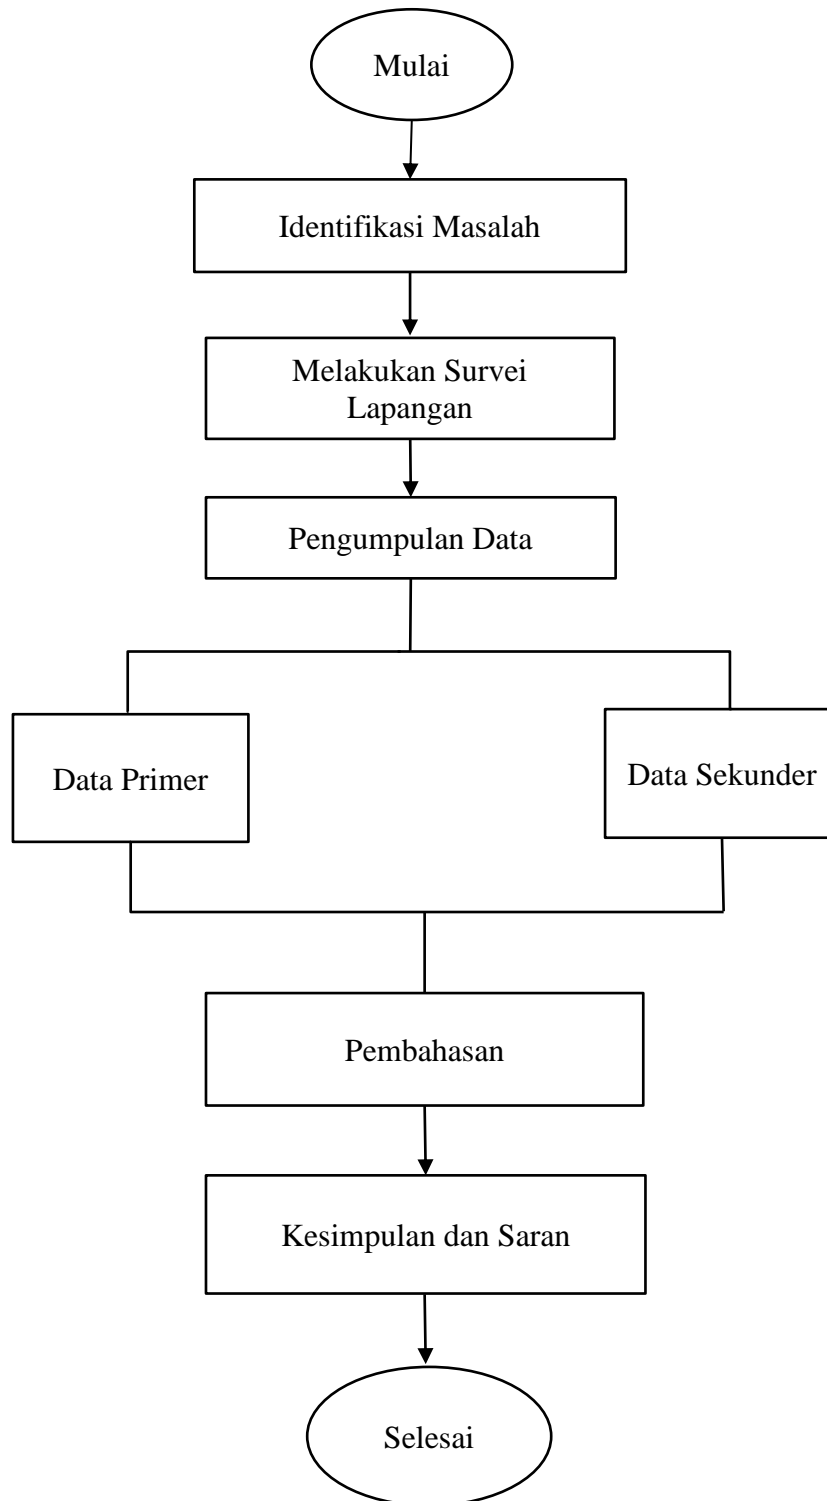 Mulai
Identifikasi Masalah
Melakukan Survei
Lapangan
Pengumpulan Data
Data Primer
Data Sekunder
Pembahasan
Kesimpulan dan Saran
Selesai